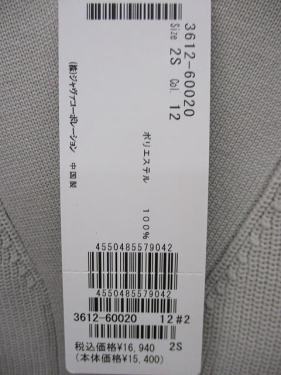 3612-60020
Size 2S Col. 12
(株)ジャヴァコーポレーション 中国製
ポリエステル 100%
4550485579042
4550485579042
3612-60020 12#2
税込価格¥16,940 2S
(本体価格¥15,400)